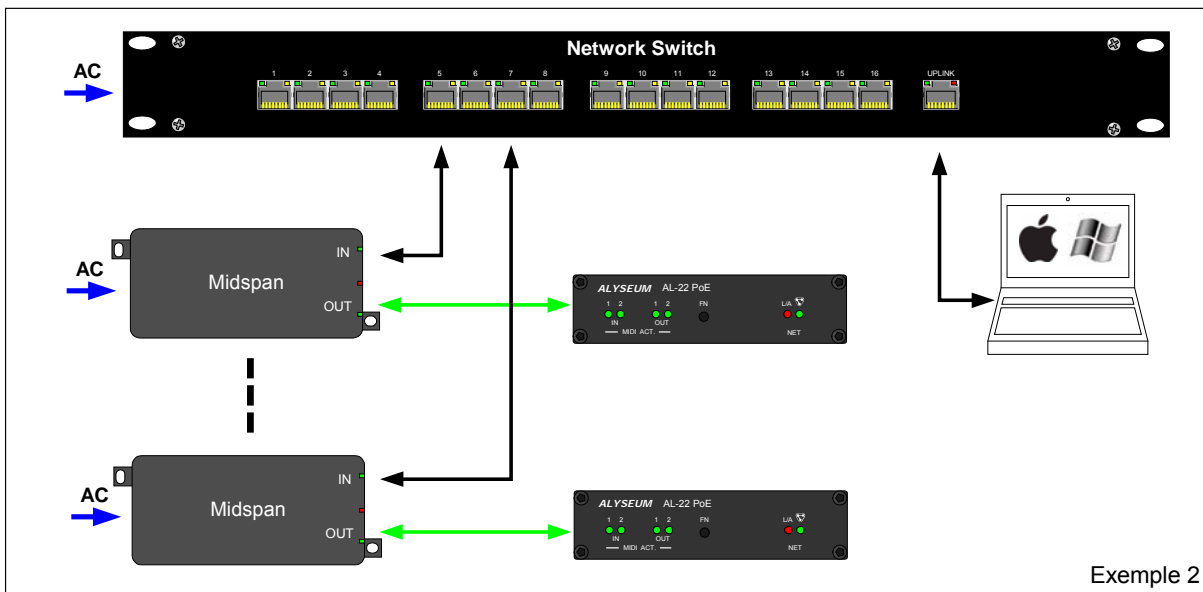 Network Switch
AC
1 2 3 4 5 6 7 8 9 10 11 12 13 14 15 16 UPLINK
IN
AC
Midspan
OUT
ALYSEUM AL-22 PoE
1 2 1 2 FN L/A
IN OUT
MIDI ACT. NET
IN
AC
Midspan
OUT
ALYSEUM AL-22 PoE
1 2 1 2 FN L/A
IN OUT
MIDI ACT. NET
Exemple 2